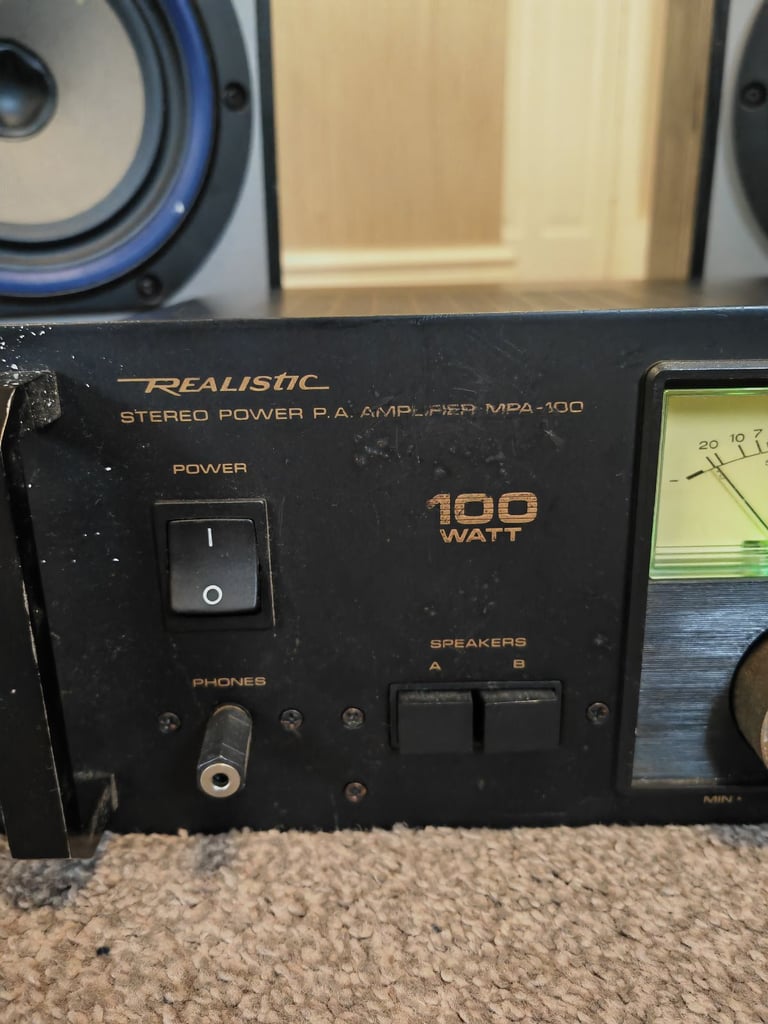 REALISTIC
STEREO POWER P.A. AMPLIFIER MPA-100
POWER
100
WATT
20 10 7
-
I
O
SPEAKERS
A B
PHONES
MIN